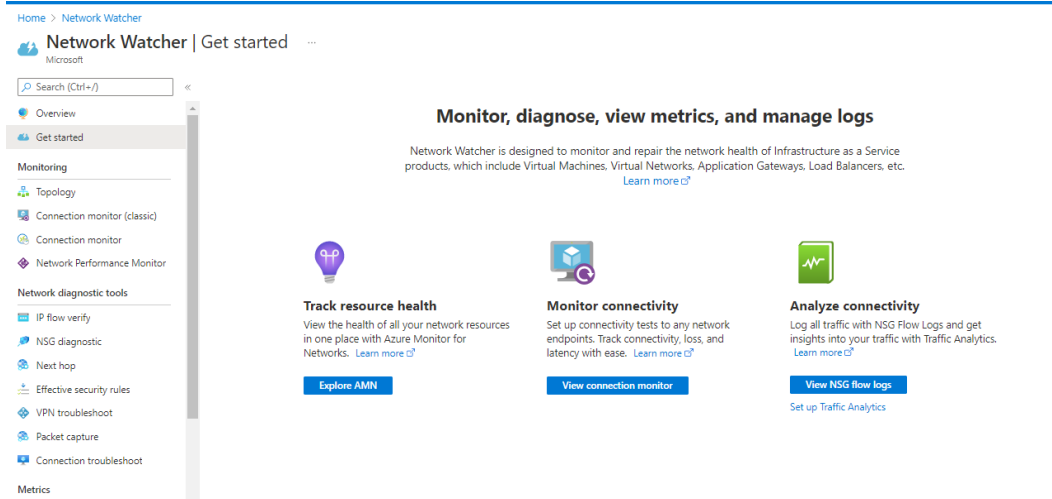 Home > Network Watcher
Network Watcher | Get started ...
Microsoft
Search (Ctrl+/)
«
Overview
Get started
Monitoring
Topology
Connection monitor (classic)
Connection monitor
Network Performance Monitor
Network diagnostic tools
IP flow verify
NSG diagnostic
Next hop
Effective security rules
VPN troubleshoot
Packet capture
Connection troubleshoot
Metrics
Monitor, diagnose, view metrics, and manage logs
Network Watcher is designed to monitor and repair the network health of Infrastructure as a Service
products, which include Virtual Machines, Virtual Networks, Application Gateways, Load Balancers, etc.
Learn more
Track resource health
View the health of all your network resources
in one place with Azure Monitor for
Networks. Learn more
Explore AMN
Monitor connectivity
Set up connectivity tests to any network
endpoints. Track connectivity, loss, and
latency with ease. Learn more
View connection monitor
Analyze connectivity
Log all traffic with NSG Flow Logs and get
insights into your traffic with Traffic Analytics.
Learn more
View NSG flow logs
Set up Traffic Analytics